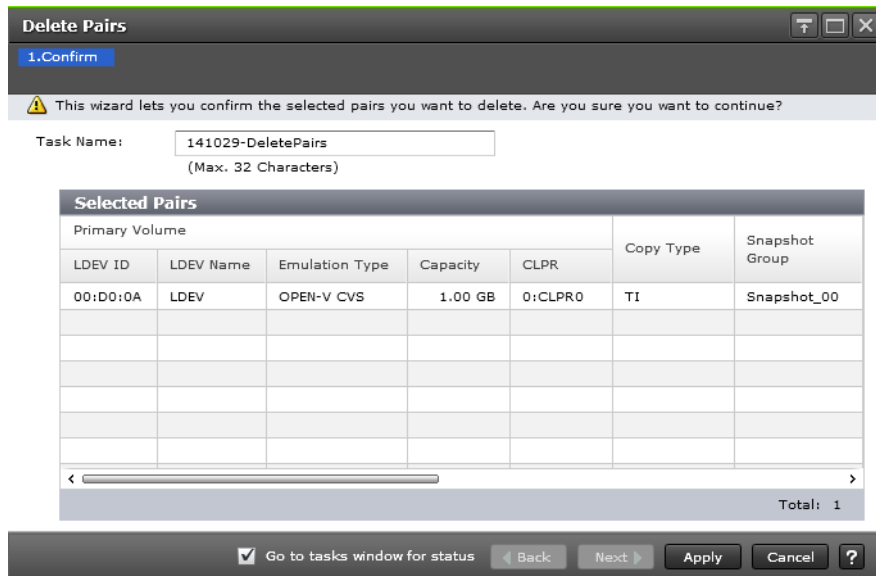 Delete Pairs
1.Confirm
This wizard lets you confirm the selected pairs you want to delete. Are you sure you want to continue?
Task Name: 141029-DeletePairs
(Max. 32 Characters)
Selected Pairs
Primary Volume Copy Type Snapshot Group
LDEV ID LDEV Name Emulation Type Capacity CLPR
00:D0:0A LDEV OPEN-V CVS 1.00 GB 0:CLPR0 TI Snapshot_00
Total: 1
Go to tasks window for status Back Next Apply Cancel ?